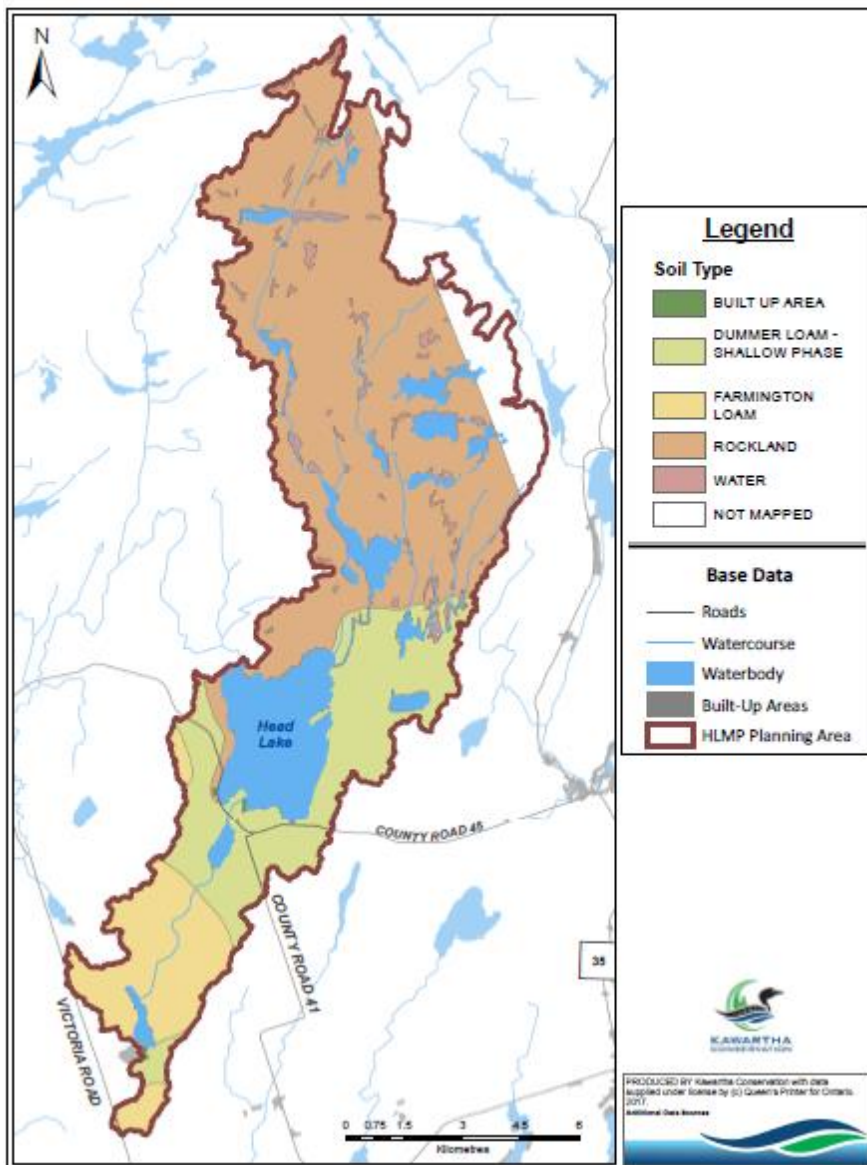 N
Head
Lake
COUNTY ROAD 45
COUNTY ROAD 41
VICTORIA ROAD
35
0 0.75 1.5 3 4.5 6
Kilometres
Legend
Soil Type
BUILT UP AREA
DUMMER LOAM -
SHALLOW PHASE
FARMINGTON
LOAM
ROCKLAND
WATER
NOT MAPPED
Base Data
Roads
Watercourse
Waterbody
Built-Up Areas
HLMP Planning Area
KAWARTHA
CONSERVATION
PRODUCED BY Kawartha Conservation with data
supplied under license by (c) Queen's Printer for Ontario,
2017.
Additional Data Sources